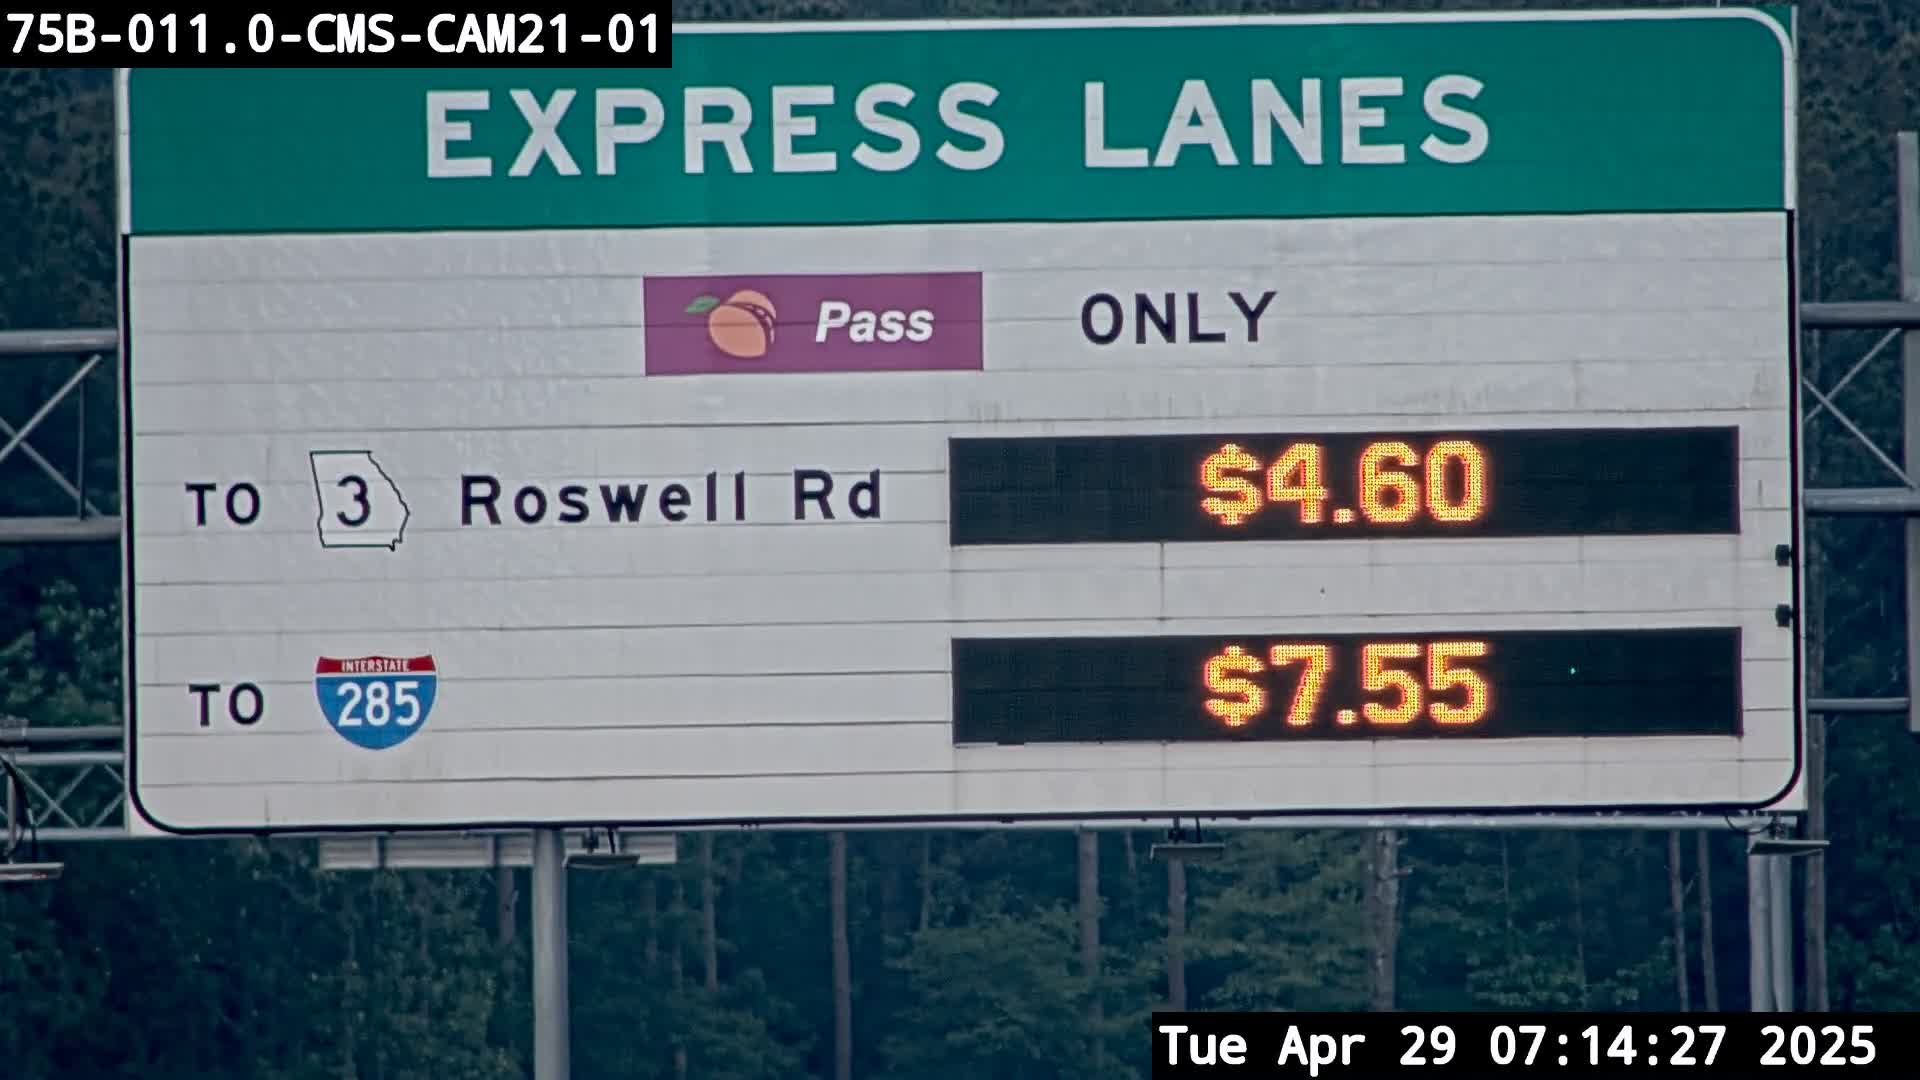 75B-011.0-CMS-CAM21-01
EXPRESS LANES
Pass ONLY
TO 3 Roswell Rd $4.60
TO INTERSTATE 285 $7.55
Tue Apr 29 07:14:27 2025